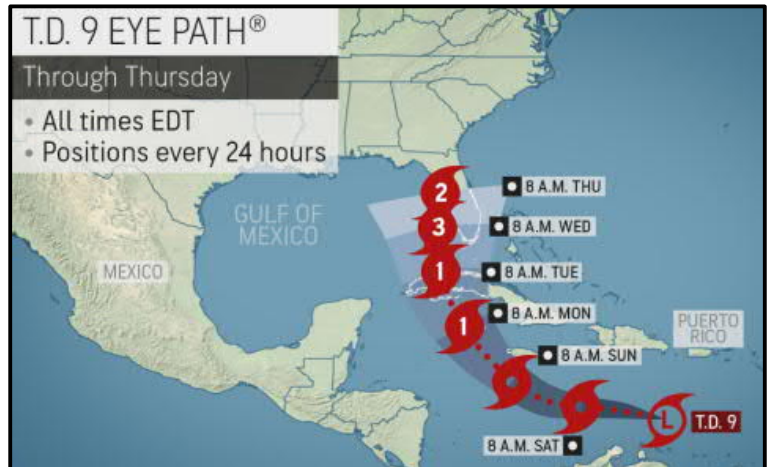 T.D. 9 EYE PATH®
Through Thursday
• All times EDT
• Positions every 24 hours
2
8 A.M. THU
GULF OF
MEXICO
3
8 A.M. WED
MEXICO
1
8 A.M. TUE
1
8 A.M. MON
PUERTO
RICO
8 A.M. SUN
L
T.D. 9
8 A.M. SAT